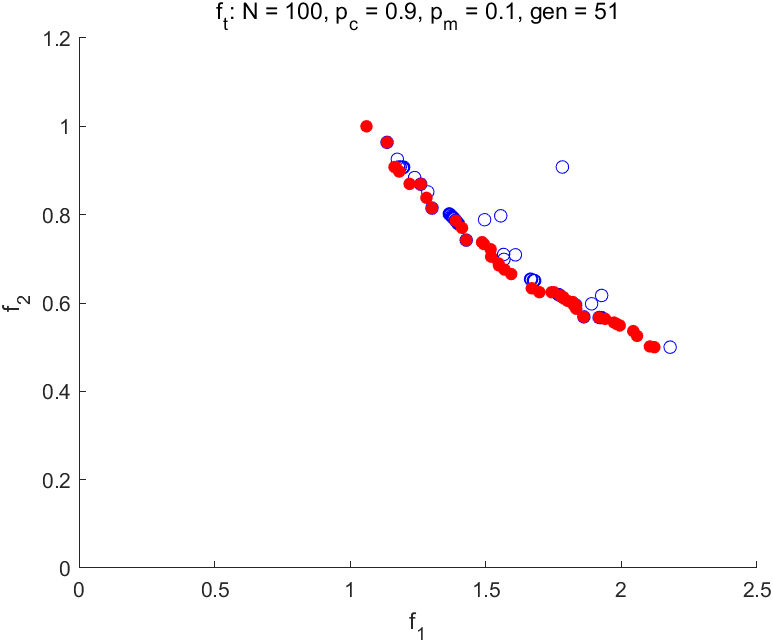 f_t: N = 100, p_c = 0.9, p_m = 0.1, gen = 51
1.2
1
0.8
0.6
0.4
0.2
0
f_2
0 0.5 1 1.5 2 2.5
f_1